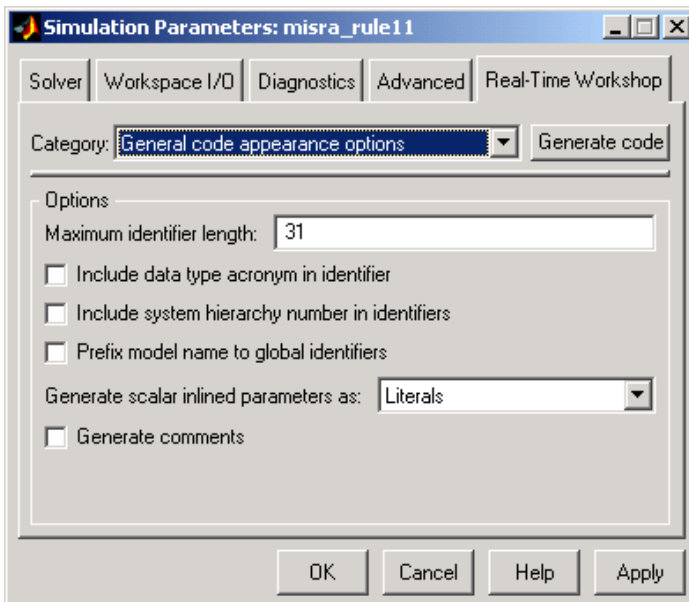 Simulation Parameters: misra_rule11
Solver Workspace I/O Diagnostics Advanced Real-Time Workshop
Category: General code appearance options Generate code
Options
Maximum identifier length: 31
Include data type acronym in identifier
Include system hierarchy number in identifiers
Prefix model name to global identifiers
Generate scalar inlined parameters as: Literals
Generate comments
OK Cancel Help Apply